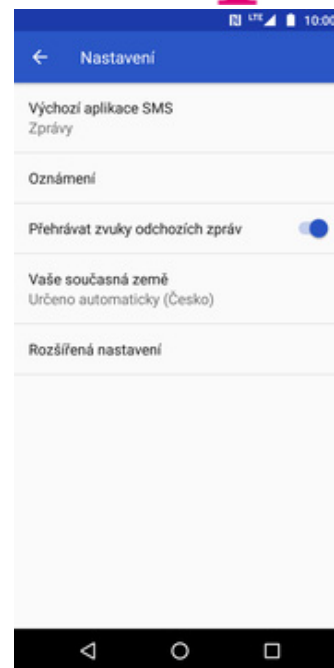 LTE 10:00
Nastavení
Výchozí aplikace SMS
Zprávy
Oznámení
Přehrávat zvuky odchozích zpráv
Vaše současná země
Určeno automaticky (Česko)
Rozšířená nastavení